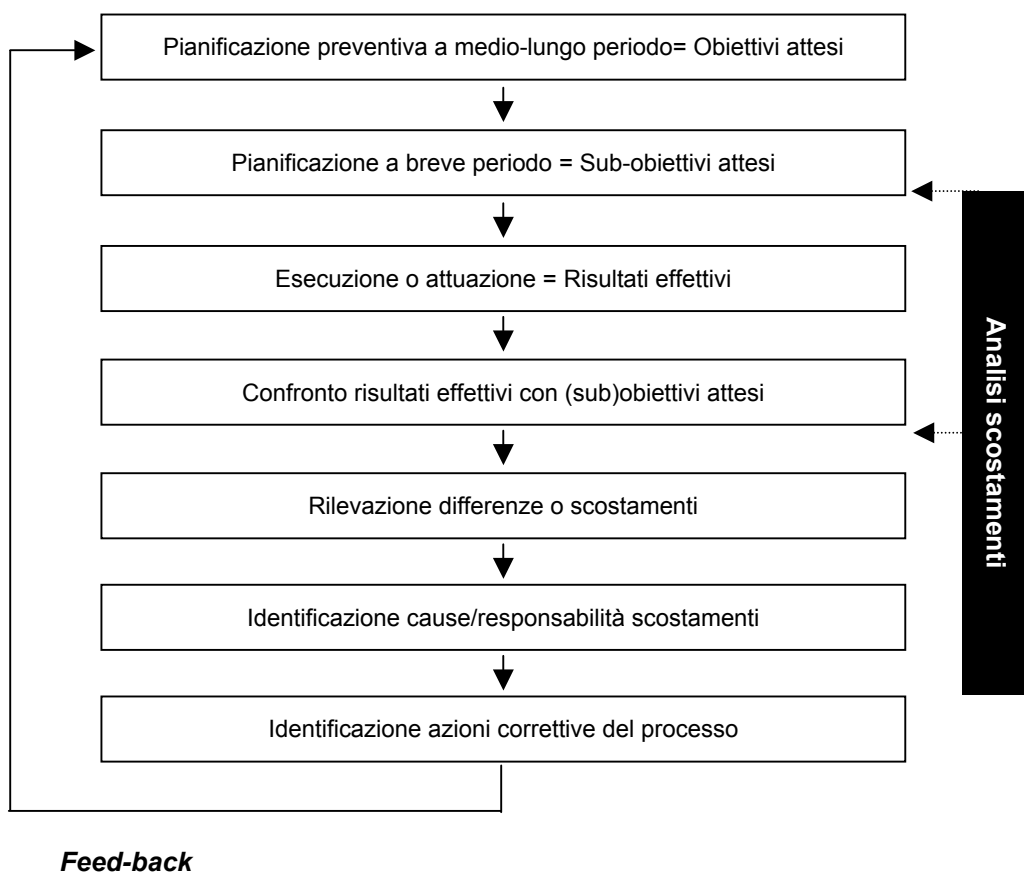 Pianificazione preventiva a medio-lungo periodo= Obiettivi attesi
Pianificazione a breve periodo = Sub-obiettivi attesi
Esecuzione o attuazione = Risultati effettivi
Confronto risultati effettivi con (sub)obiettivi attesi
Rilevazione differenze o scostamenti
Identificazione cause/responsabilità scostamenti
Identificazione azioni correttive del processo
Analisi scostamenti
Feed-back